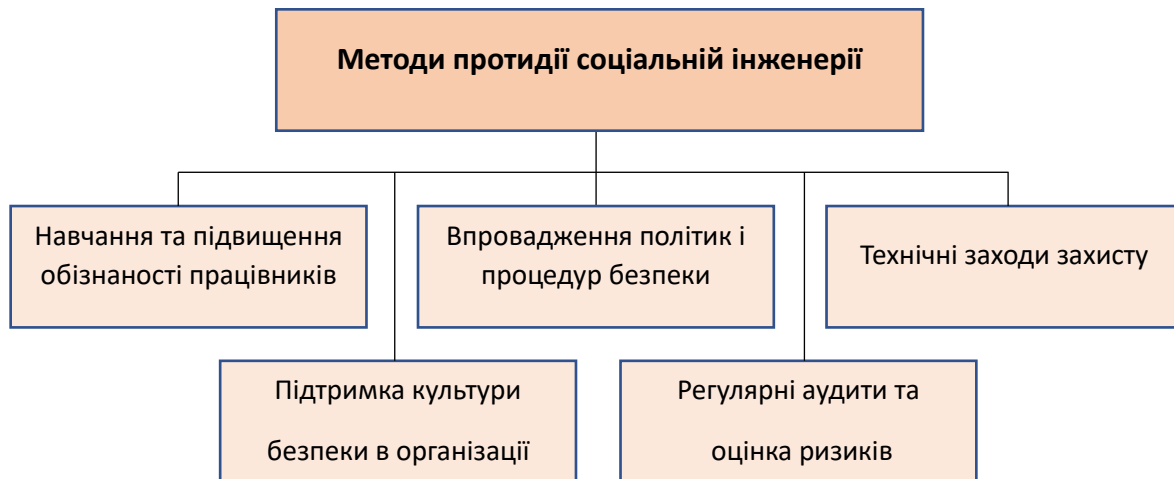 Методи протидії соціальній інженерії
Навчання та підвищення
обізнаності працівників
Впровадження політик і
процедур безпеки
Технічні заходи захисту
Підтримка культури
безпеки в організації
Регулярні аудити та
оцінка ризиків